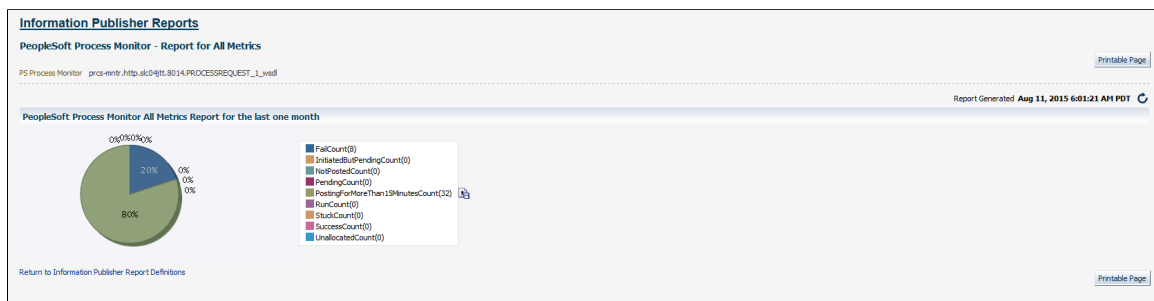 Information Publisher Reports
PeopleSoft Process Monitor - Report for All Metrics
Printable Page
PS Process Monitor prcs-mntr.http.slc04jtt.8014.PROCESSREQUEST_1_wsdl
Report Generated Aug 11, 2015 6:01:21 AM PDT
PeopleSoft Process Monitor All Metrics Report for the last one month
0% 0% 0% 0%
20%
0%
0%
0%
80%
FailCount(8)
InitiatedButPendingCount(0)
NotPostedCount(0)
PendingCount(0)
PostingForMoreThan15MinutesCount(32)
RunCount(0)
StuckCount(0)
SuccessCount(0)
UnallocatedCount(0)
Return to Information Publisher Report Definitions
Printable Page